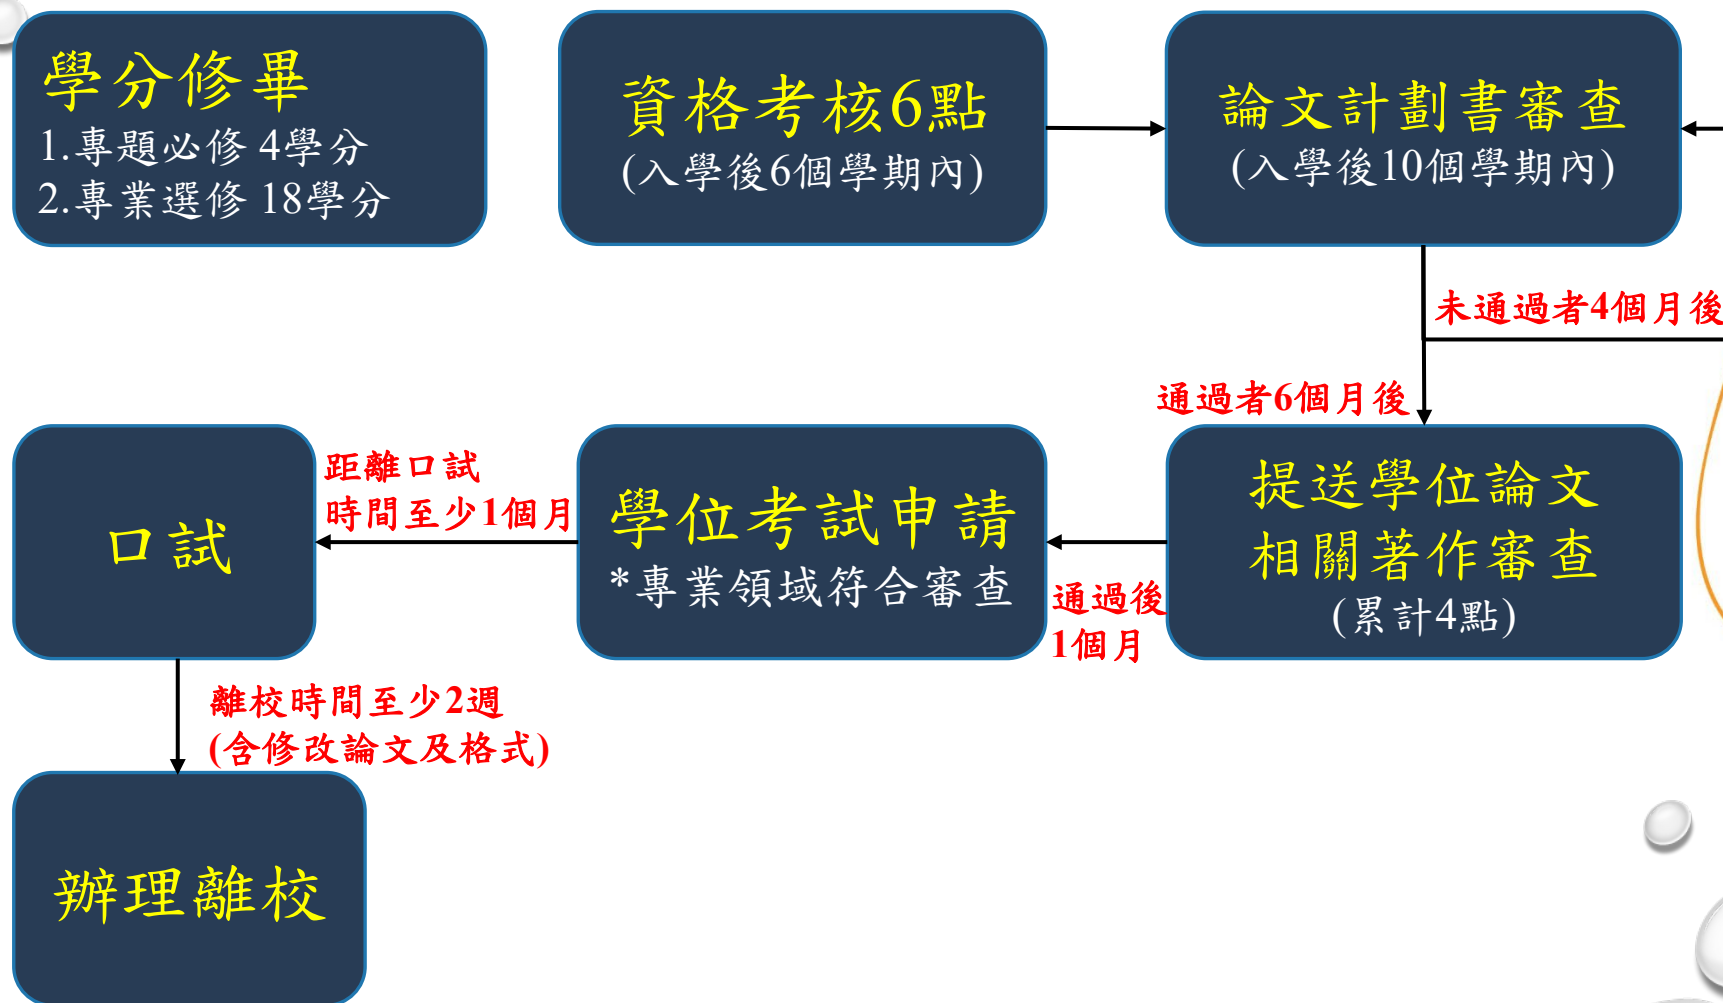 學分修畢
1.專題必修 4學分
2.專業選修 18學分
資格考核6點
(入學後6個學期內)
論文計劃書審查
(入學後10個學期內)
未通過者4個月後
通過者6個月後
提送學位論文
相關著作審查
(累計4點)
通過後
1個月
學位考試申請
*專業領域符合審查
距離口試
時間至少1個月
口試
離校時間至少2週
(含修改論文及格式)
辦理離校